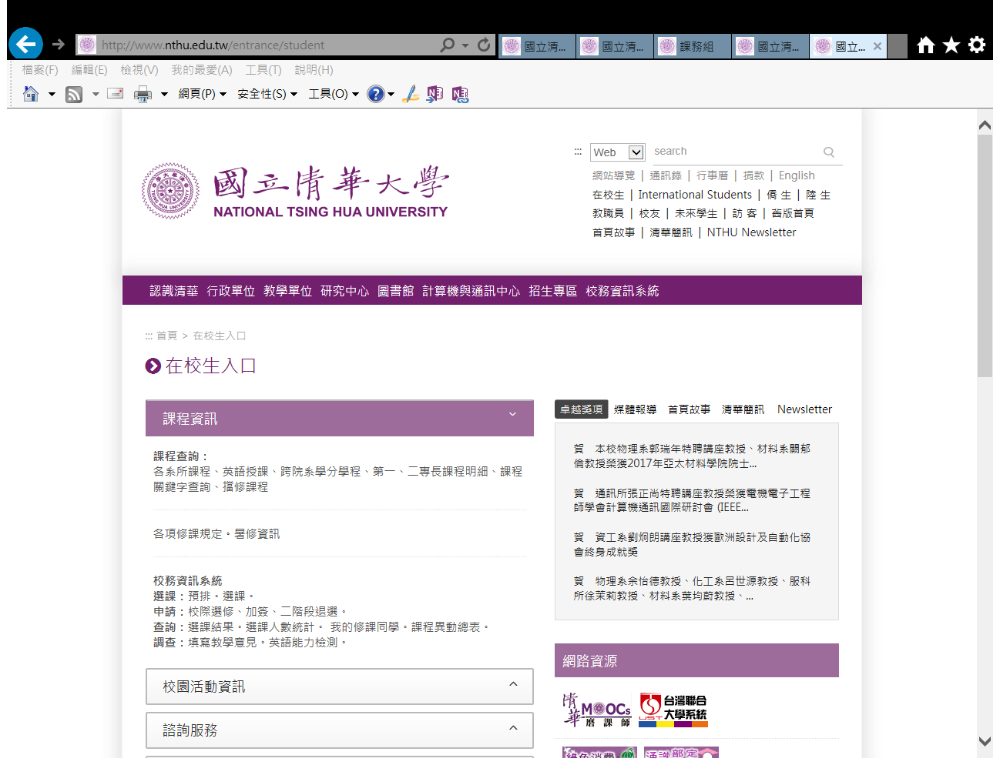 http://www.nthu.edu.tw/entrance/student
國立清...
國立清...
課務組
國立清...
國立...
檔案(F) 編輯(E) 檢視(V) 我的最愛(A) 工具(T) 說明(H)
網頁(P) 安全性(S) 工具(O)
::: Web search
網站導覽 | 通訊錄 | 行事曆 | 捐款 | English
在校生 | International Students | 僑 生 | 陸 生
教職員 | 校友 | 未來學生 | 訪 客 | 舊版首頁
首頁故事 | 清華簡訊 | NTHU Newsletter
國立清華大學
NATIONAL TSING HUA UNIVERSITY
認識清華 行政單位 教學單位 研究中心 圖書館 計算機與通訊中心 招生專區 校務資訊系統
::: 首頁 > 在校生入口
在校生入口
課程資訊
課程查詢：
各系所課程、英語授課、跨院系學分學程、第一、二專長課程明細、課程
關鍵字查詢、擋修課程
各項修課規定。暑修資訊
校務資訊系統
選課：預排。選課。
申請：校際選修、加簽、二階段退選。
查詢：選課結果。選課人數統計。 我的修課同學。課程異動總表。
調查：填寫教學意見。英語能力檢測。
校園活動資訊
諮詢服務
卓越獎項 媒體報導 首頁故事 清華簡訊 Newsletter
賀　本校物理系郭瑞年特聘講座教授、材料系闕郁
倫教授榮獲2017年亞太材料學院院士...
賀　通訊所張正尚特聘講座教授榮獲電機電子工程
師學會計算機通訊國際研討會 (IEEE...
賀　資工系劉炯朗講座教授獲歐洲設計及自動化協
會終身成就獎
賀　物理系余怡德教授、化工系呂世源教授、服科
所徐茉莉教授、材料系葉均蔚教授、...
網路資源
清華 MOOCs
磨課師
UST 台灣聯合
大學系統
綠色消費
通識部定